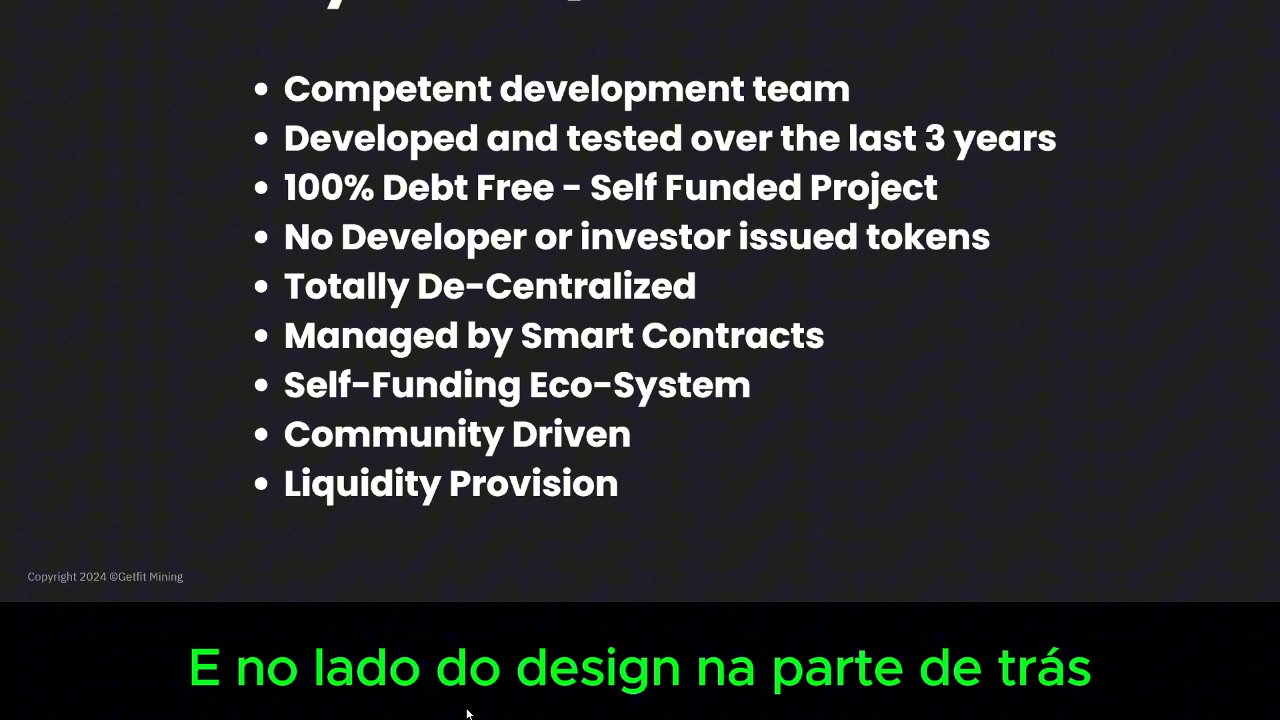 • Competent development team
• Developed and tested over the last 3 years
• 100% Debt Free - Self Funded Project
• No Developer or investor issued tokens
• Totally De-Centralized
• Managed by Smart Contracts
• Self-Funding Eco-System
• Community Driven
• Liquidity Provision
Copyright 2024 ©Getfit Mining
E no lado do design na parte de trás